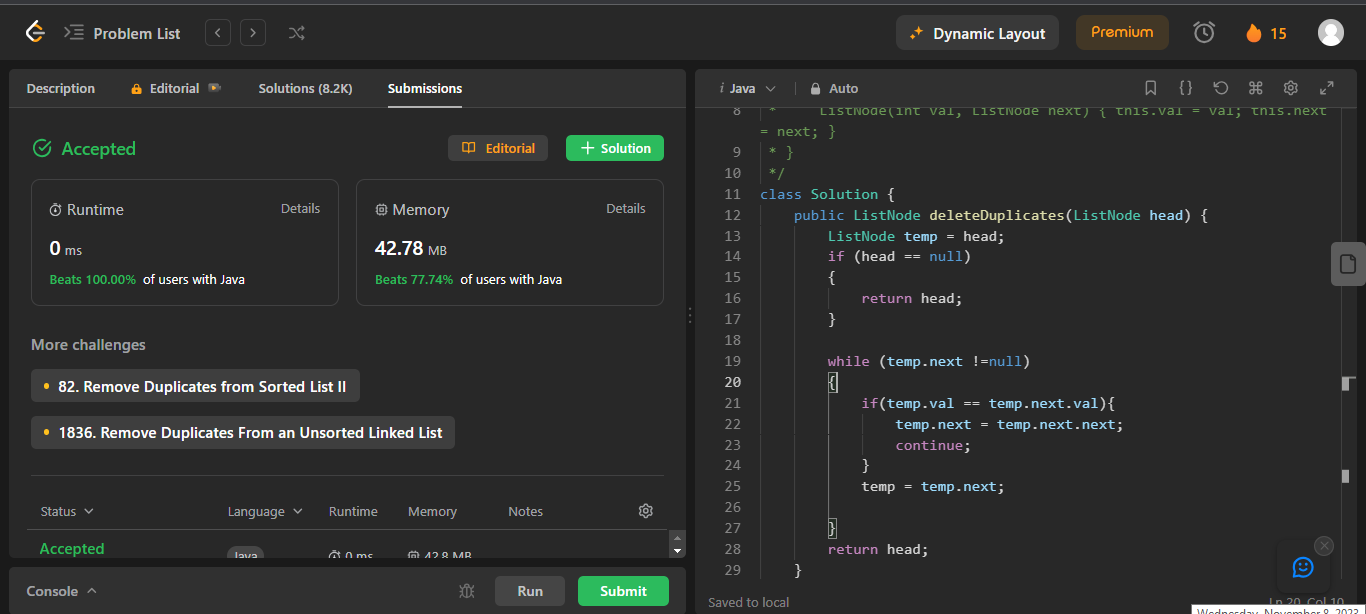 Problem List
Dynamic Layout
Premium
15
Description
Editorial
Solutions (8.2K)
Submissions
Accepted
Editorial
+ Solution
Runtime
Details
0 ms
Beats 100.00% of users with Java
Memory
Details
42.78 MB
Beats 77.74% of users with Java
More challenges
82. Remove Duplicates from Sorted List II
1836. Remove Duplicates From an Unsorted Linked List
Status
Language
Runtime
Memory
Notes
Accepted
Java
0 ms
42.8 MB
Console
Run
Submit
i Java
Auto
8 * ListNode(int val, ListNode next) { this.val = val; this.next
= next; }
9 * }
10 */
11 class Solution {
12 public ListNode deleteDuplicates(ListNode head) {
13 ListNode temp = head;
14 if (head == null)
15 {
16 return head;
17 }
18
19 while (temp.next !=null)
20 {
21 if(temp.val == temp.next.val){
22 temp.next = temp.next.next;
23 continue;
24 }
25 temp = temp.next;
26
27 }
28 return head;
29 }
Saved to local
Ln 20, Col 10
Wednesday, November 8, 2023